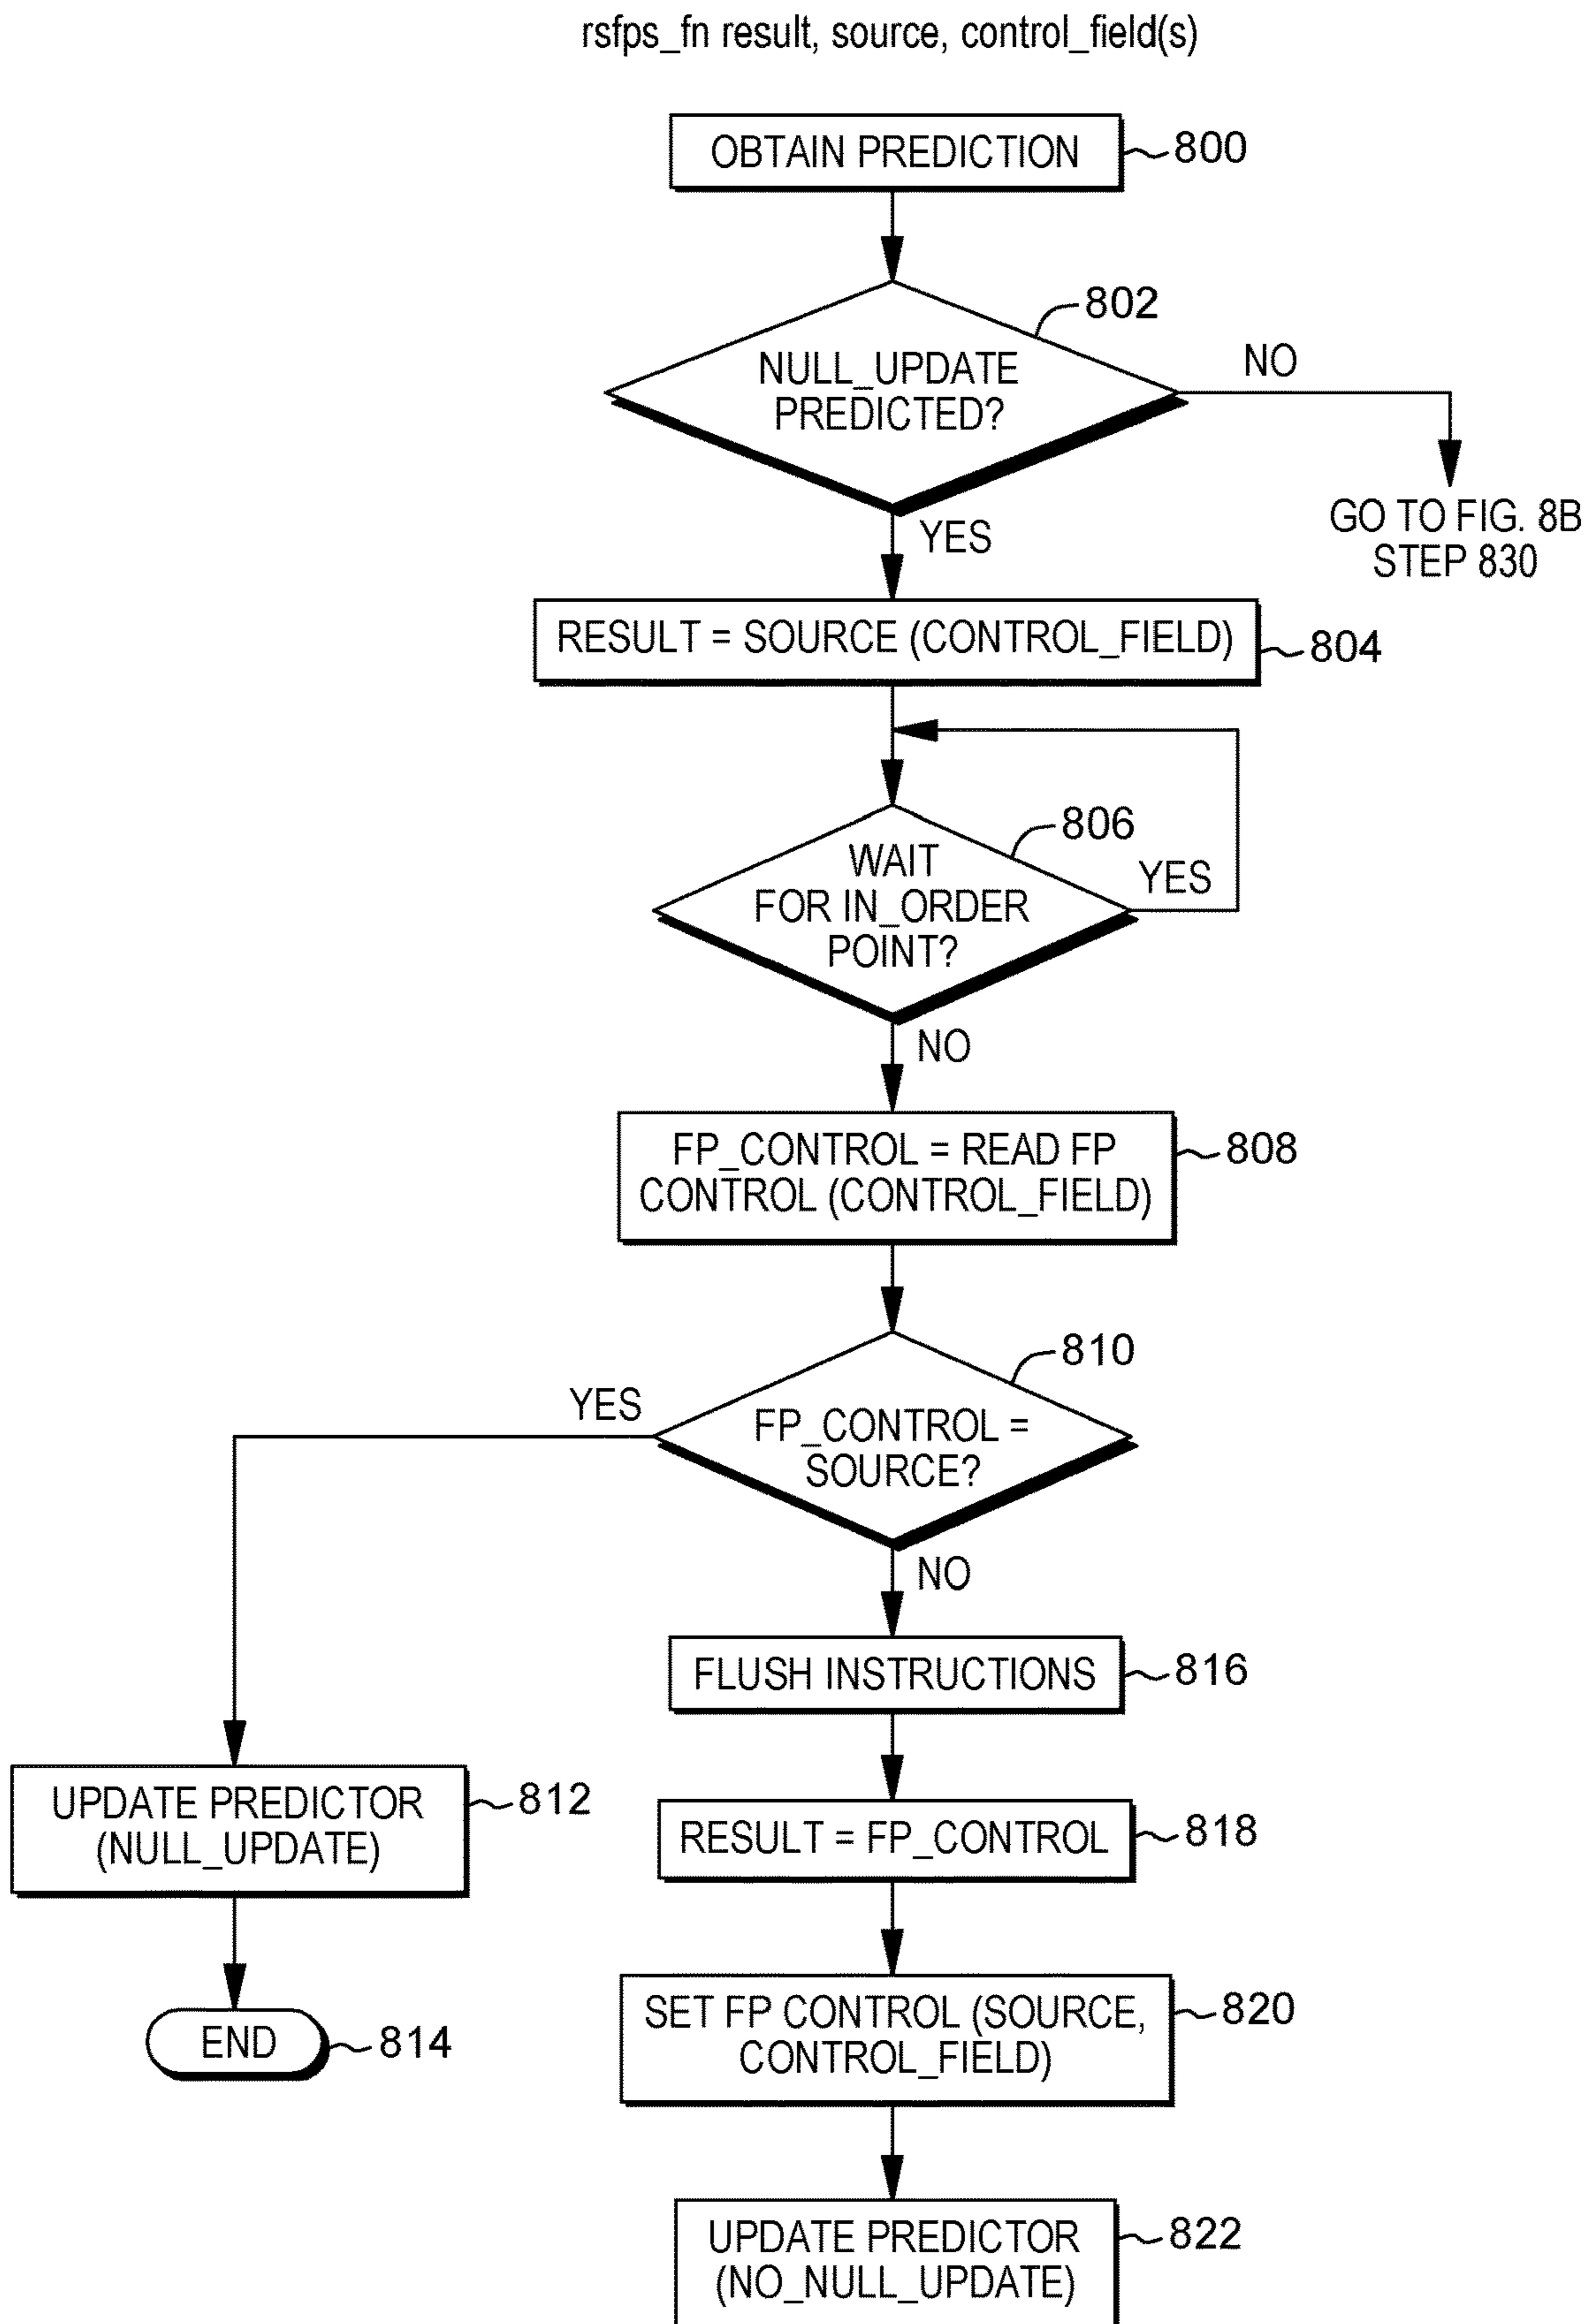 rsfps_fn result, source, control_field(s)
OBTAIN PREDICTION
800
802
NULL_UPDATE
PREDICTED?
NO
GO TO FIG. 8B
STEP 830
YES
RESULT = SOURCE (CONTROL_FIELD)
804
806
WAIT
FOR IN_ORDER
POINT?
YES
NO
FP_CONTROL = READ FP
CONTROL (CONTROL_FIELD)
808
810
YES
FP_CONTROL =
SOURCE?
NO
FLUSH INSTRUCTIONS
816
UPDATE PREDICTOR
(NULL_UPDATE)
812
RESULT = FP_CONTROL
818
END
814
SET FP CONTROL (SOURCE,
CONTROL_FIELD)
820
UPDATE PREDICTOR
(NO_NULL_UPDATE)
822